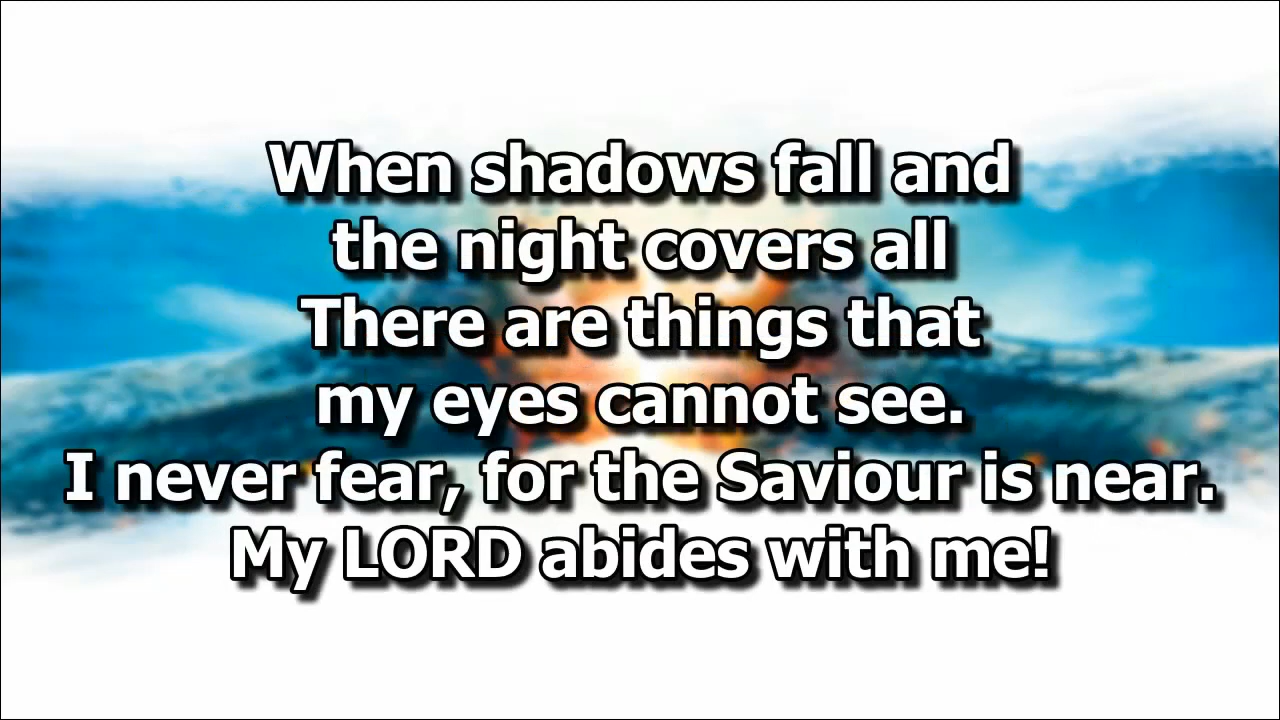 When shadows fall and
the night covers all
There are things that
my eyes cannot see.
I never fear, for the Saviour is near.
My LORD abides with me!